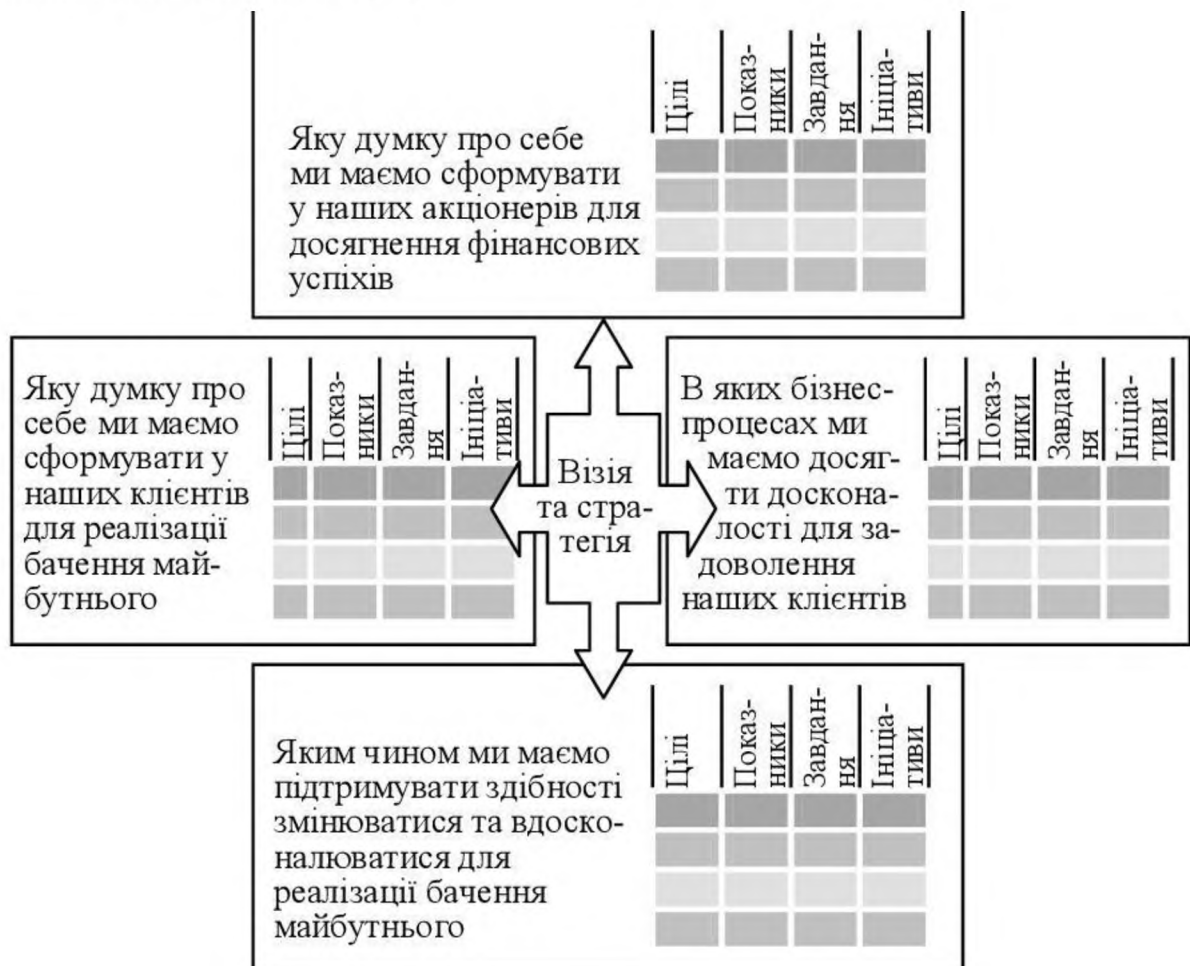 Яку думку про себе
ми маємо сформувати
у наших акціонерів для
досягнення фінансових
успіхів
Цілі
Показ-
ники
Завдан-
ня
Ініціа-
тиви
Яку думку про
себе ми маємо
сформувати у
наших клієнтів
для реалізації
бачення май-
бутнього
Цілі
Показ-
ники
Завдан-
ня
Ініціа-
тиви
Візія
та стра-
тегія
В яких бізнес-
процесах ми
маємо досяг-
ти доскона-
лості для за-
доволення
наших клієнтів
Цілі
Показ-
ники
Завдан-
ня
Ініціа-
тиви
Яким чином ми маємо
підтримувати здібності
змінюватися та вдоско-
налюватися для
реалізації бачення
майбутнього
Цілі
Показ-
ники
Завдан-
ня
Ініціа-
тиви